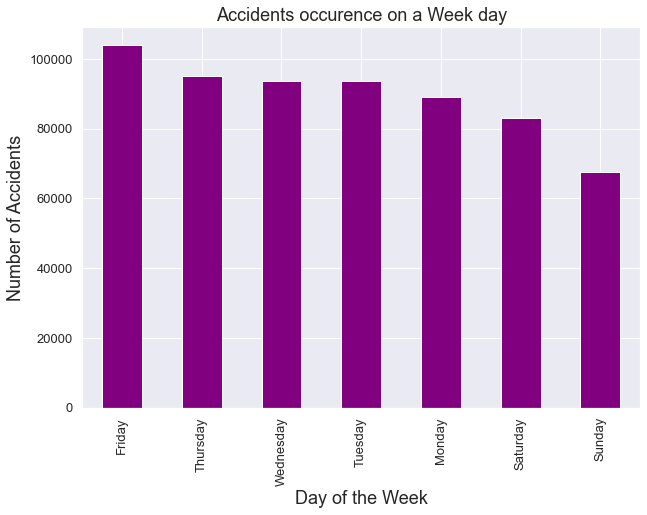 Accidents occurence on a Week day
Number of Accidents
100000
80000
60000
40000
20000
0
Friday
Thursday
Wednesday
Tuesday
Monday
Saturday
Sunday
Day of the Week